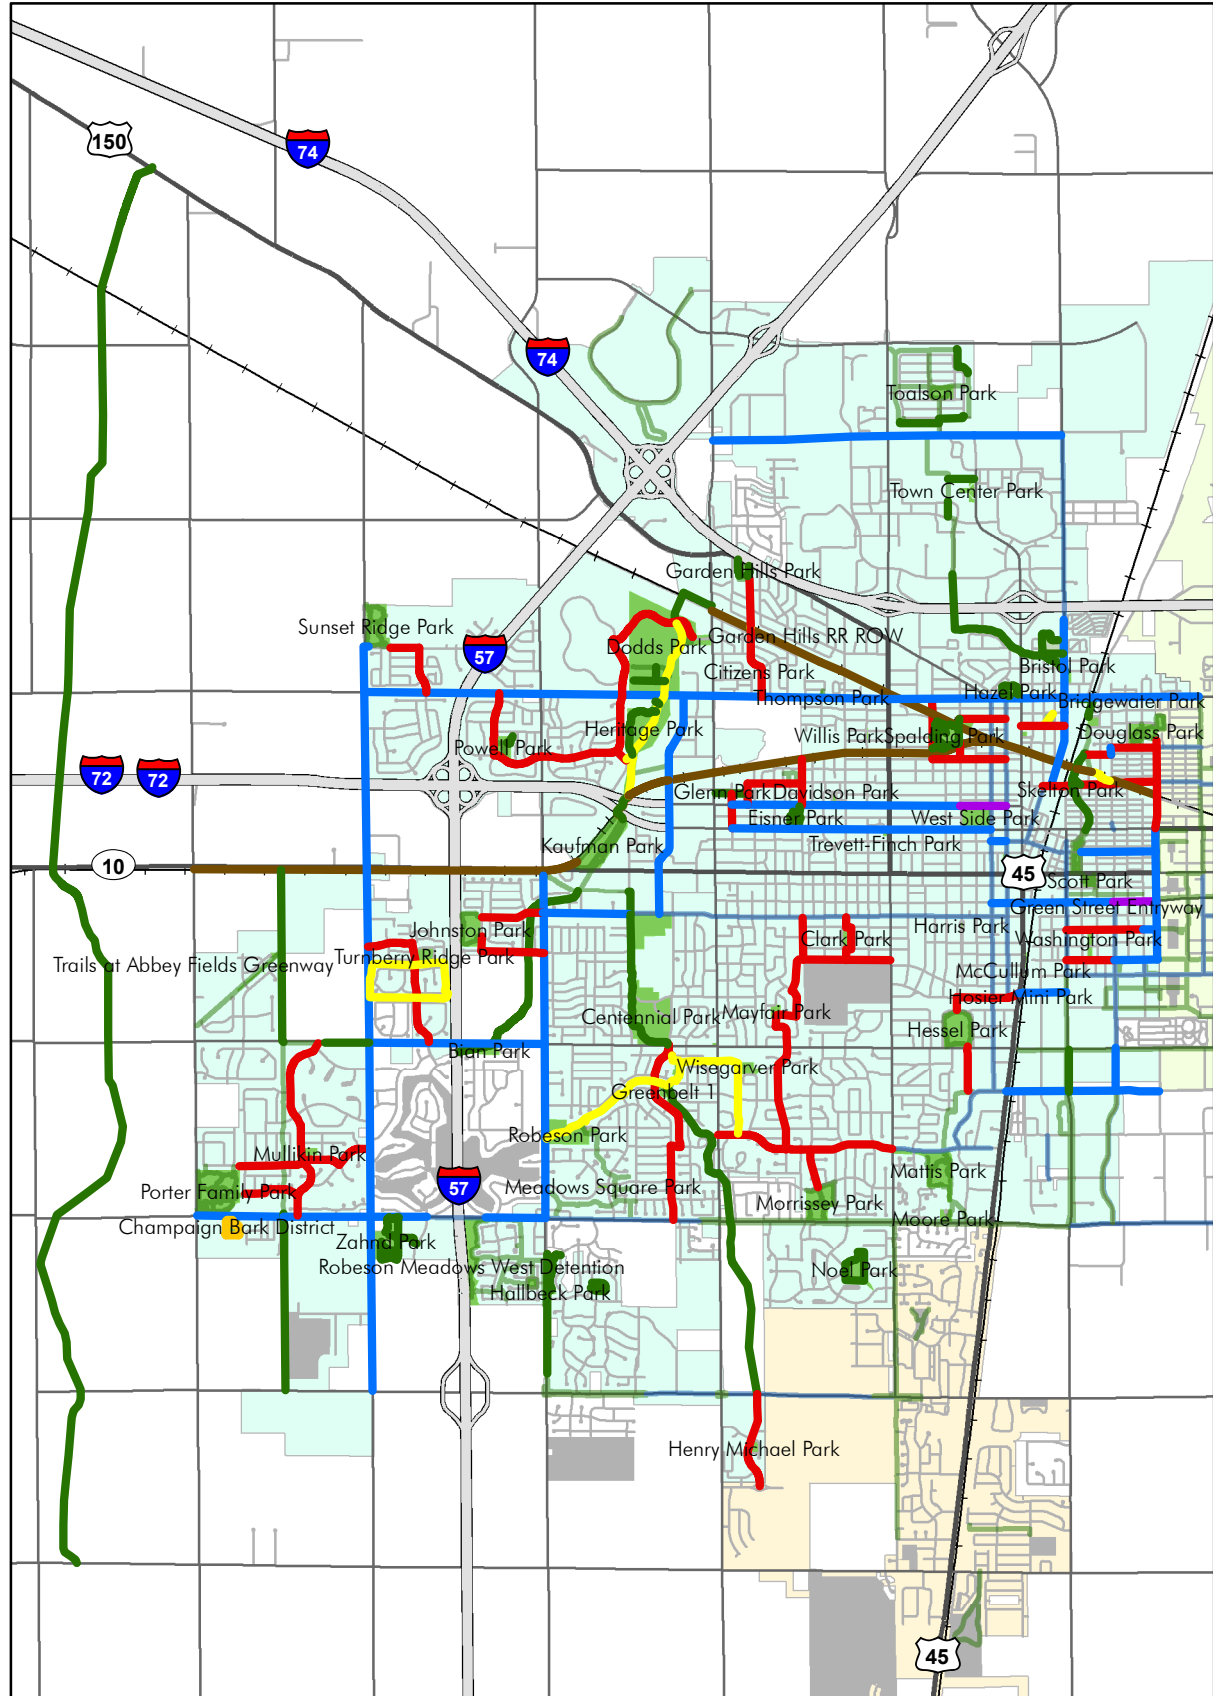 150
74
74
Toalson Park
Town Center Park
Garden Hills Park
Sunset Ridge Park
57
Garden Hills RR ROW
Dodds Park
Citizens Park
Bristol Park
Thompson Park
Hazel Park
Bridgewater Park
Heritage Park
Willis Park
Spalding Park
Douglass Park
Powell Park
72
72
Glenn Park
Davidson Park
Skelton Park
Eisner Park
West Side Park
Kaufman Park
Trevett-Finch Park
10
45
Scott Park
Green Street Entryway
Johnston Park
Harris Park
Clark Park
Washington Park
Turnberry Ridge Park
Trails at Abbey Fields Greenway
McCullum Park
Hosier Mini Park
Centennial Park
Mayfair Park
Hessel Park
Bian Park
Wisegarver Park
Greenbelt 1
Robeson Park
Mullikin Park
Mattis Park
57
Porter Family Park
Meadows Square Park
Morrissey Park
Champaign Bark District
Moore Park
Zahnd Park
Robeson Meadows West Detention
Noel Park
Hallbeck Park
Henry Michael Park
45